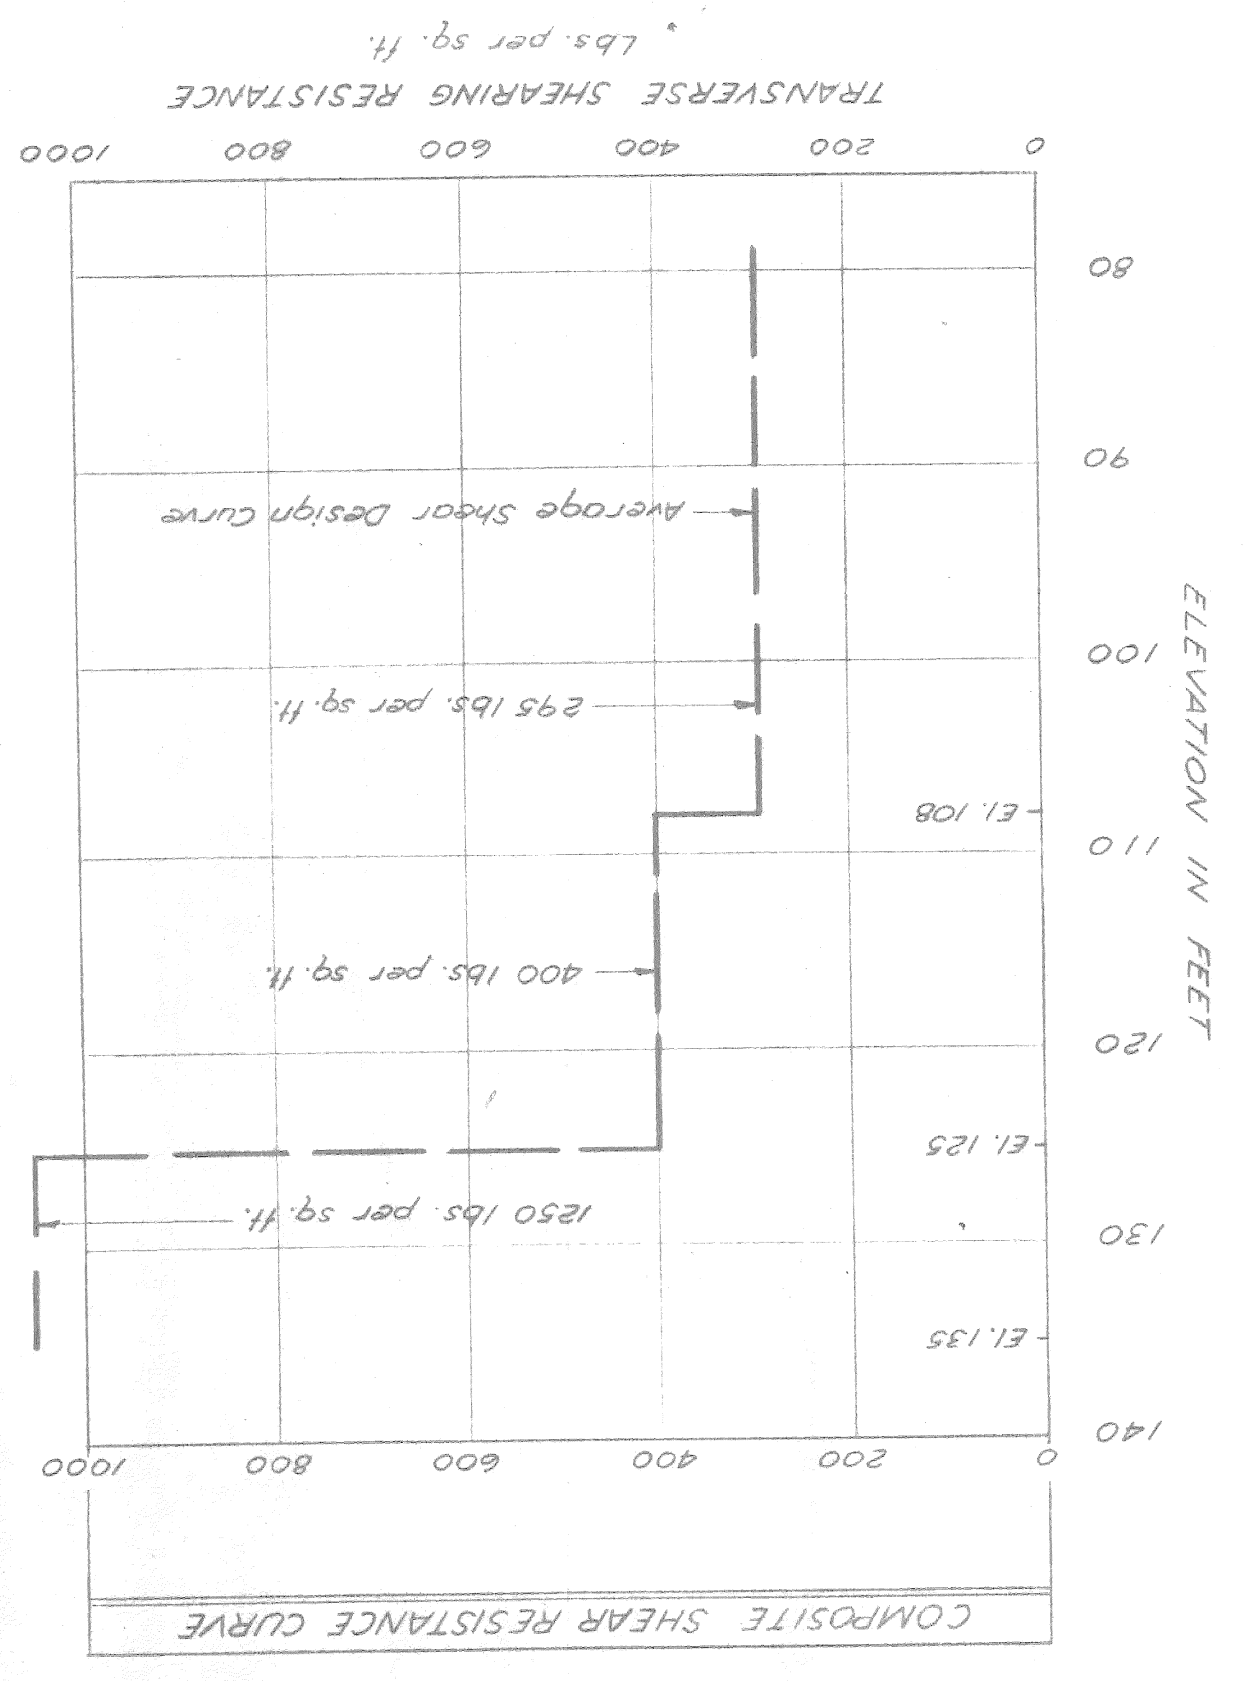 COMPOSITE SHEAR RESISTANCE CURVE
0 200 400 600 800 1000
140
El. 135
130
1250 lbs. per sq. ft.
El. 125
120
400 lbs. per sq. ft.
110
El. 108
295 lbs. per sq. ft.
100
Average Shear Design Curve
90
80
ELEVATION IN FEET
0 200 400 600 800 1000
TRANSVERSE SHEARING RESISTANCE
Lbs. per sq. ft.